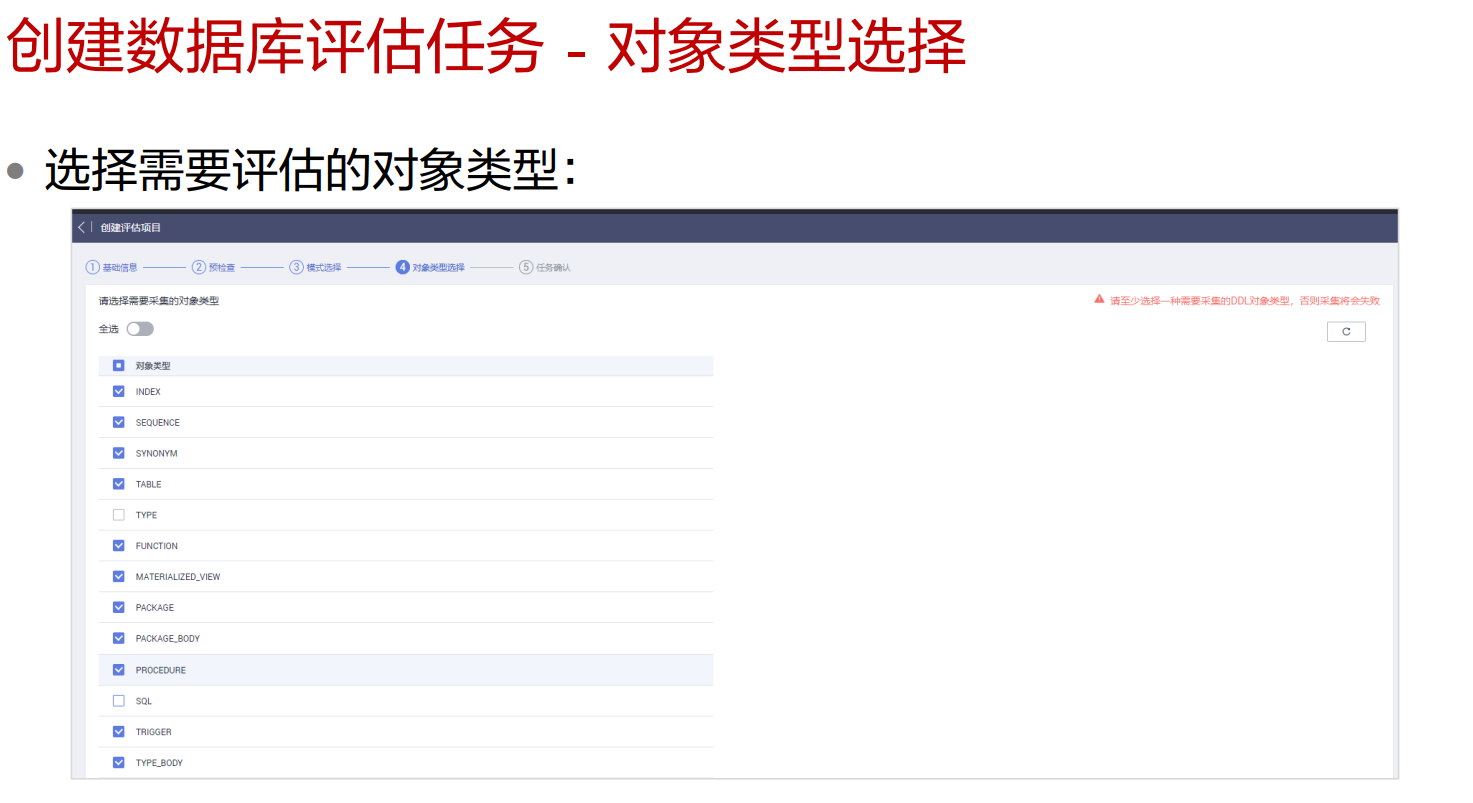 创建数据库评估任务 - 对象类型选择
• 选择需要评估的对象类型：
创建评估项目
1 基础信息 2 预检查 3 模式选择 4 对象类型选择 5 任务确认
请选择需要采集的对象类型
请至少选择一种需要采集的DDL对象类型，否则采集将会失败
全选
对象类型
INDEX
SEQUENCE
SYNONYM
TABLE
TYPE
FUNCTION
MATERIALIZED_VIEW
PACKAGE
PACKAGE_BODY
PROCEDURE
SQL
TRIGGER
TYPE_BODY